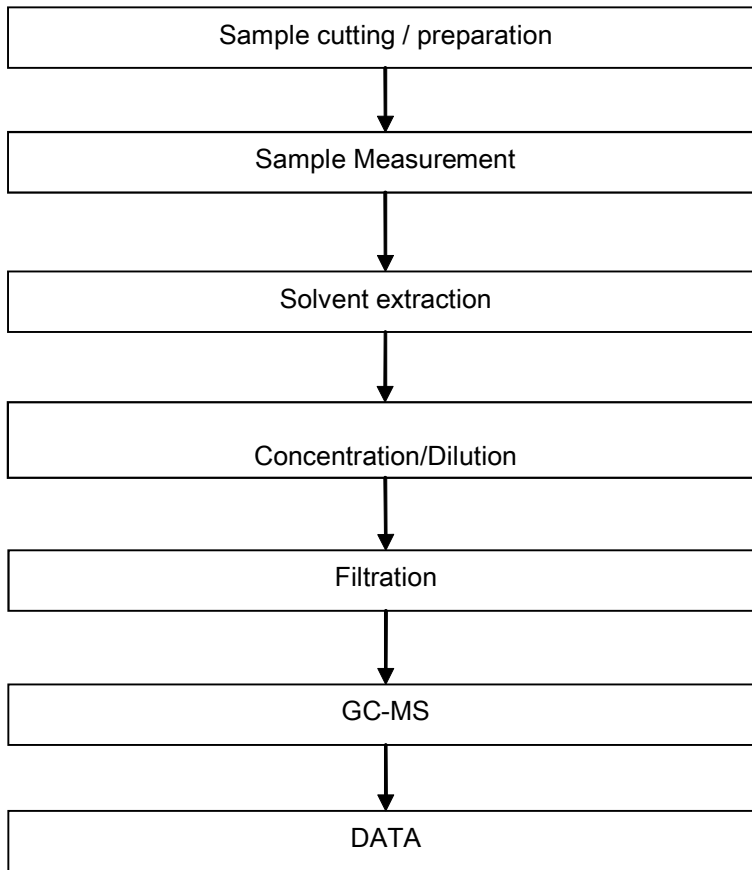 Sample cutting / preparation
Sample Measurement
Solvent extraction
Concentration/Dilution
Filtration
GC-MS
DATA